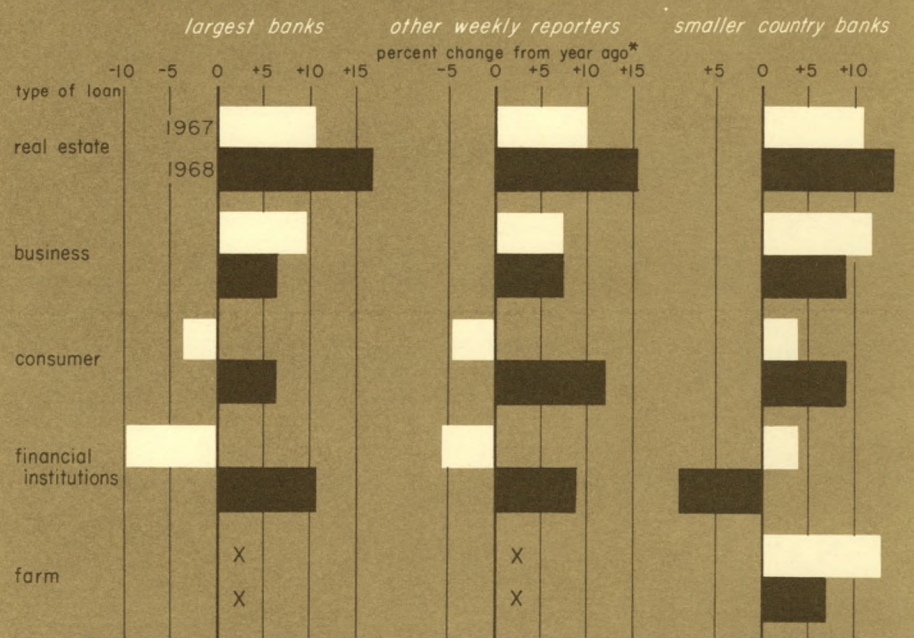 largest banks other weekly reporters smaller country banks
percent change from year ago*
-10 -5 0 +5 +10 +15 -5 0 +5 +10 +15 +5 0 +5 +10
type of loan
1967
real estate
1968
business
consumer
financial
institutions
X X
farm
X X